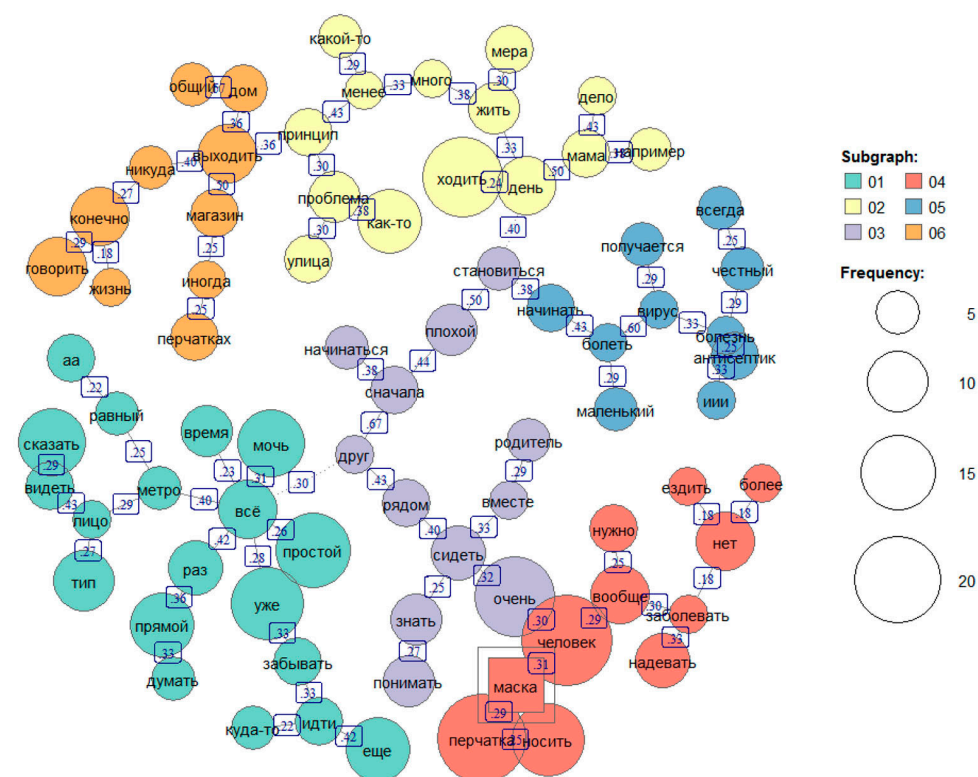 какой-то
мера
.29
.30
общий
.57
дом
менее
.33
много
.38
жить
дело
.43
.36
.43
.33
принцип
.36
выходить
.43
мама
.38
например
никуда
.40
.30
ходить
.24
день
.50
.50
.27
проблема
.38
как-то
конечно
магазин
.30
.40
всегда
получается
.25
.29
.18
.25
улица
становиться
.29
честный
говорить
иногда
.50
.38
жизнь
.25
начинать
вирус
.29
перчатках
плохой
.43
.60
.33
болезнь
начинаться
.44
болеть
.25
антисептик
аа
.38
.29
.33
.22
сначала
маленький
иии
равный
.67
сказать
время
мочь
друг
родитель
.29
.25
.23
.31
.30
.43
.29
ездить
более
видеть
метро
.40
рядом
вместе
.18
.18
.43
.29
лицо
всё
.26
.40
.33
нужно
нет
.27
.42
.28
простой
сидеть
.25
.18
тип
раз
.32
вообще
.25
очень
.30
заболевать
.36
уже
знать
.30
.29
прямой
.33
.27
человек
.33
.33
забывать
понимать
.31
надевать
думать
.33
маска
куда-то
.22
идти
.29
.42
еще
перчатка
.25
носить
Subgraph:
01 04
02 05
03 06
Frequency:
5
10
15
20